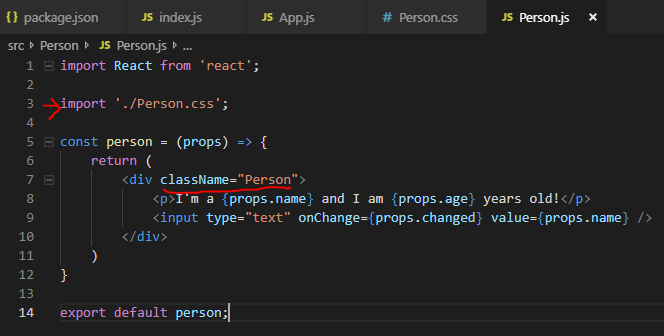 package.json JS index.js JS App.js # Person.css JS Person.js ×
src > Person > JS Person.js > ...
1 import React from 'react';
2
3 import './Person.css';
4
5 const person = (props) => {
6 return (
7 <div className="Person">
8 <p>I'm a {props.name} and I am {props.age} years old!</p>
9 <input type="text" onChange={props.changed} value={props.name} />
10 </div>
11 )
12 }
13
14 export default person;